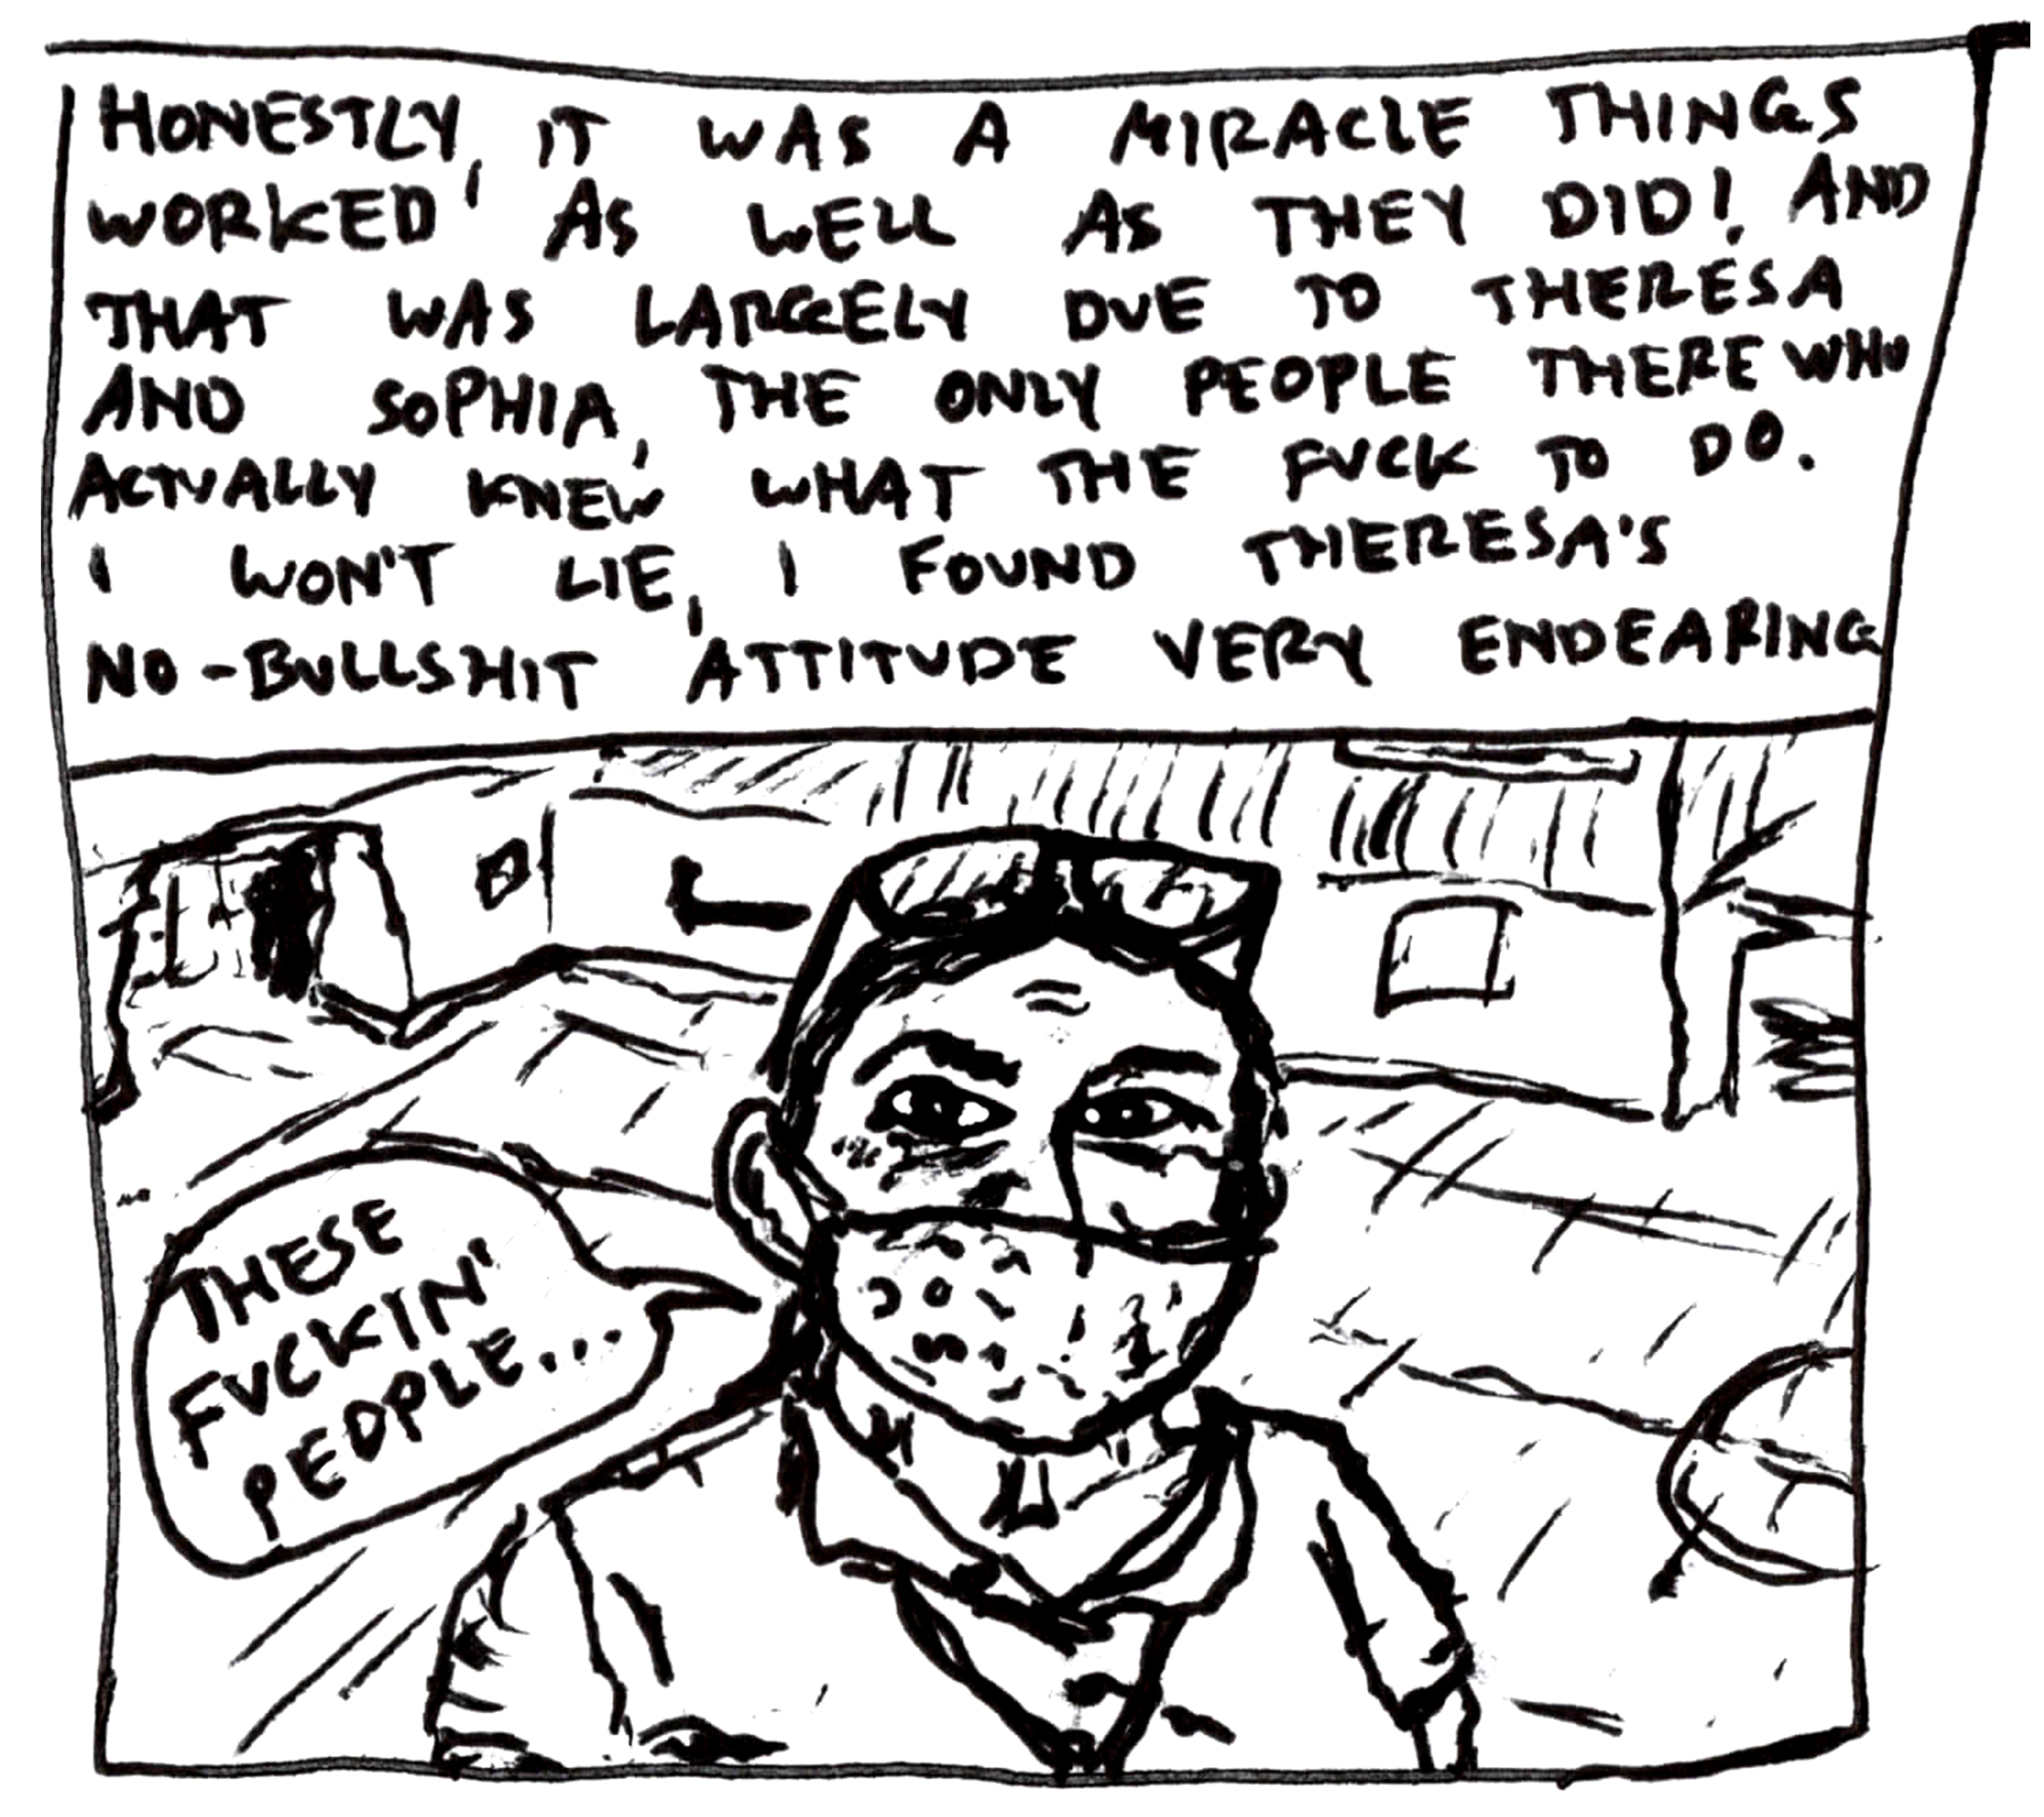 HONESTLY, IT WAS A MIRACLE THINGS
WORKED AS WELL AS THEY DID! AND
THAT WAS LARGELY DUE TO THERESA
AND SOPHIA, THE ONLY PEOPLE THERE WHO
ACTUALLY KNEW WHAT THE FUCK TO DO.
I WON'T LIE, I FOUND THERESA'S
NO-BULLSHIT ATTITUDE VERY ENDEARING
THESE
FUCKIN'
PEOPLE...